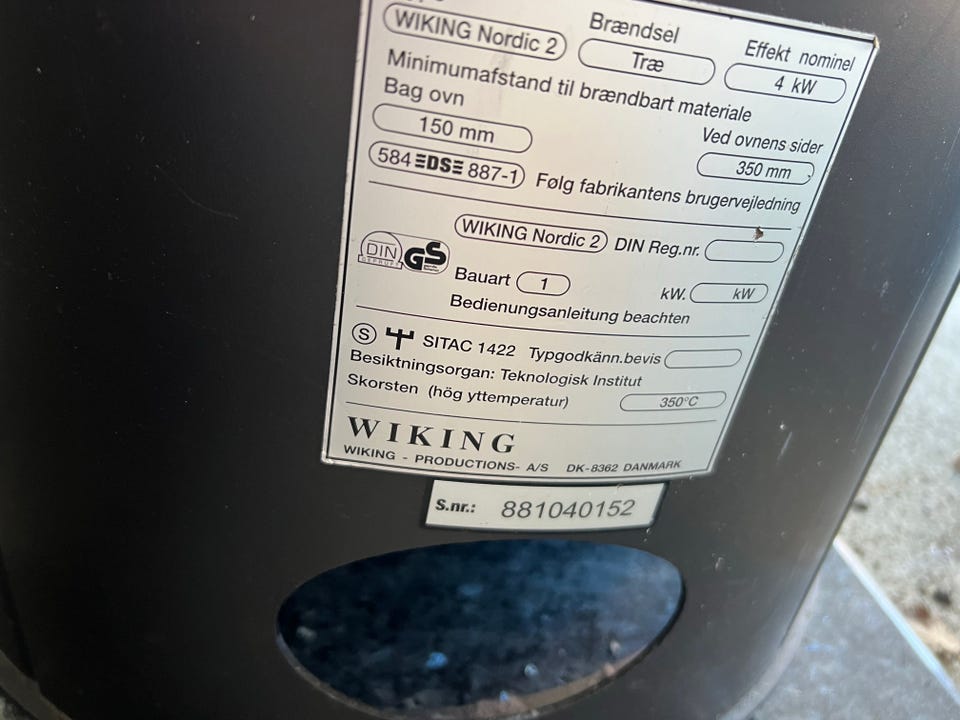 WIKING Nordic 2
Brændsel
Træ
Effekt nominel
4 kW
Minimumafstand til brændbart materiale
Bag ovn
150 mm
Ved ovnens sider
350 mm
584 DS 887-1
Følg fabrikantens brugervejledning
DIN GS
WIKING Nordic 2 DIN Reg.nr.
Bauart 1
kW. kW
Bedienungsanleitung beachten
S SITAC 1422 Typgodkänn.bevis
Besiktningsorgan: Teknologisk Institut
Skorsten (hög yttemperatur) 350°C
WIKING
WIKING - PRODUCTIONS- A/S DK-8362 DANMARK
S.nr.: 881040152